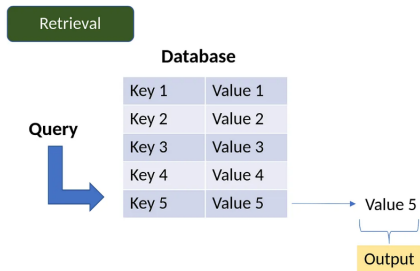 Retrieval
Database
Key 1 Value 1
Key 2 Value 2
Query
Key 3 Value 3
Key 4 Value 4
Key 5 Value 5
Value 5
Output